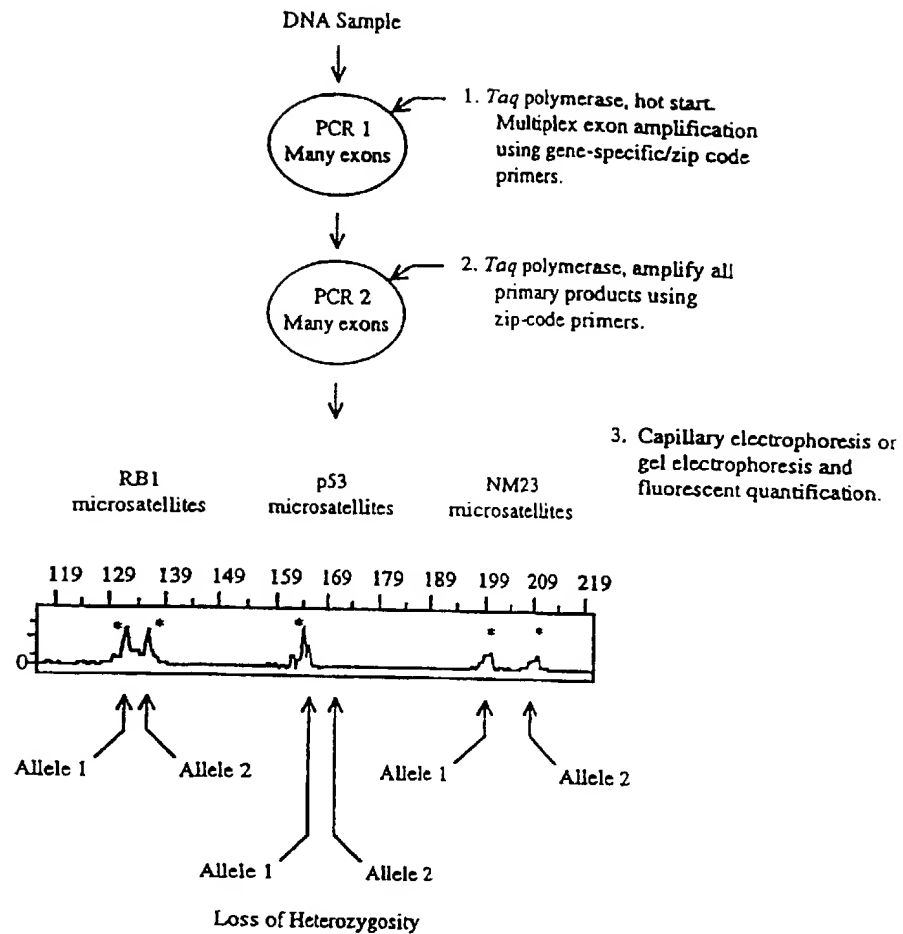 DNA Sample
PCR 1
Many exons
1. Taq polymerase, hot start.
Multiplex exon amplification
using gene-specific/zip code
primers.
PCR 2
Many exons
2. Taq polymerase, amplify all
primary products using
zip-code primers.
3. Capillary electrophoresis or
gel electrophoresis and
fluorescent quantification.
RB1
microsatellites
p53
microsatellites
NM23
microsatellites
119 129 139 149 159 169 179 189 199 209 219
* * * * *
0
Allele 1 Allele 2
Allele 1 Allele 2
Allele 1 Allele 2
Loss of Heterozygosity